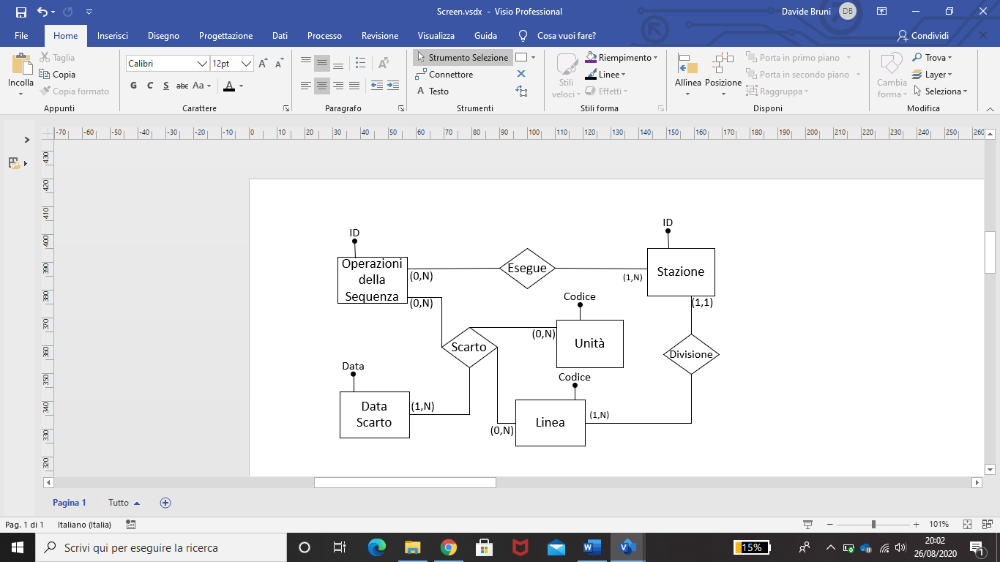 Screen.vsdx - Visio Professional
Davide Bruni
DB
File
Home
Inserisci
Disegno
Progettazione
Dati
Processo
Revisione
Visualizza
Guida
Cosa vuoi fare?
Condividi
Incolla
Taglia
Copia
Copia formato
Appunti
Calibri
12pt
G C S abc Aa A
Carattere
Paragrafo
Strumento Selezione
Connettore
A Testo
Strumenti
Stili veloci
Riempimento
Linee
Effetti
Stili forma
Allinea
Posizione
Porta in primo piano
Porta in secondo piano
Raggruppa
Disponi
Cambia forma
Trova
Layer
Seleziona
Modifica
-70 -60 -50 -40 -30 -20 -10 0 10 20 30 40 50 60 70 80 90 100 110 120 130 140 150 160 170 180 190 200 210 220 230 240 250 260
430
420
410
400
390
380
370
360
350
340
330
320
ID
ID
Operazioni
della
Sequenza
(0,N)
Esegue
(1,N)
Stazione
(0,N)
(1,1)
Codice
Scarto
(0,N)
Unità
Divisione
Data
Codice
Data
Scarto
(1,N)
(0,N)
Linea
(1,N)
Pagina 1
Tutto
Pag. 1 di 1
Italiano (Italia)
101%
Scrivi qui per eseguire la ricerca
15%
20:02
26/08/2020
1